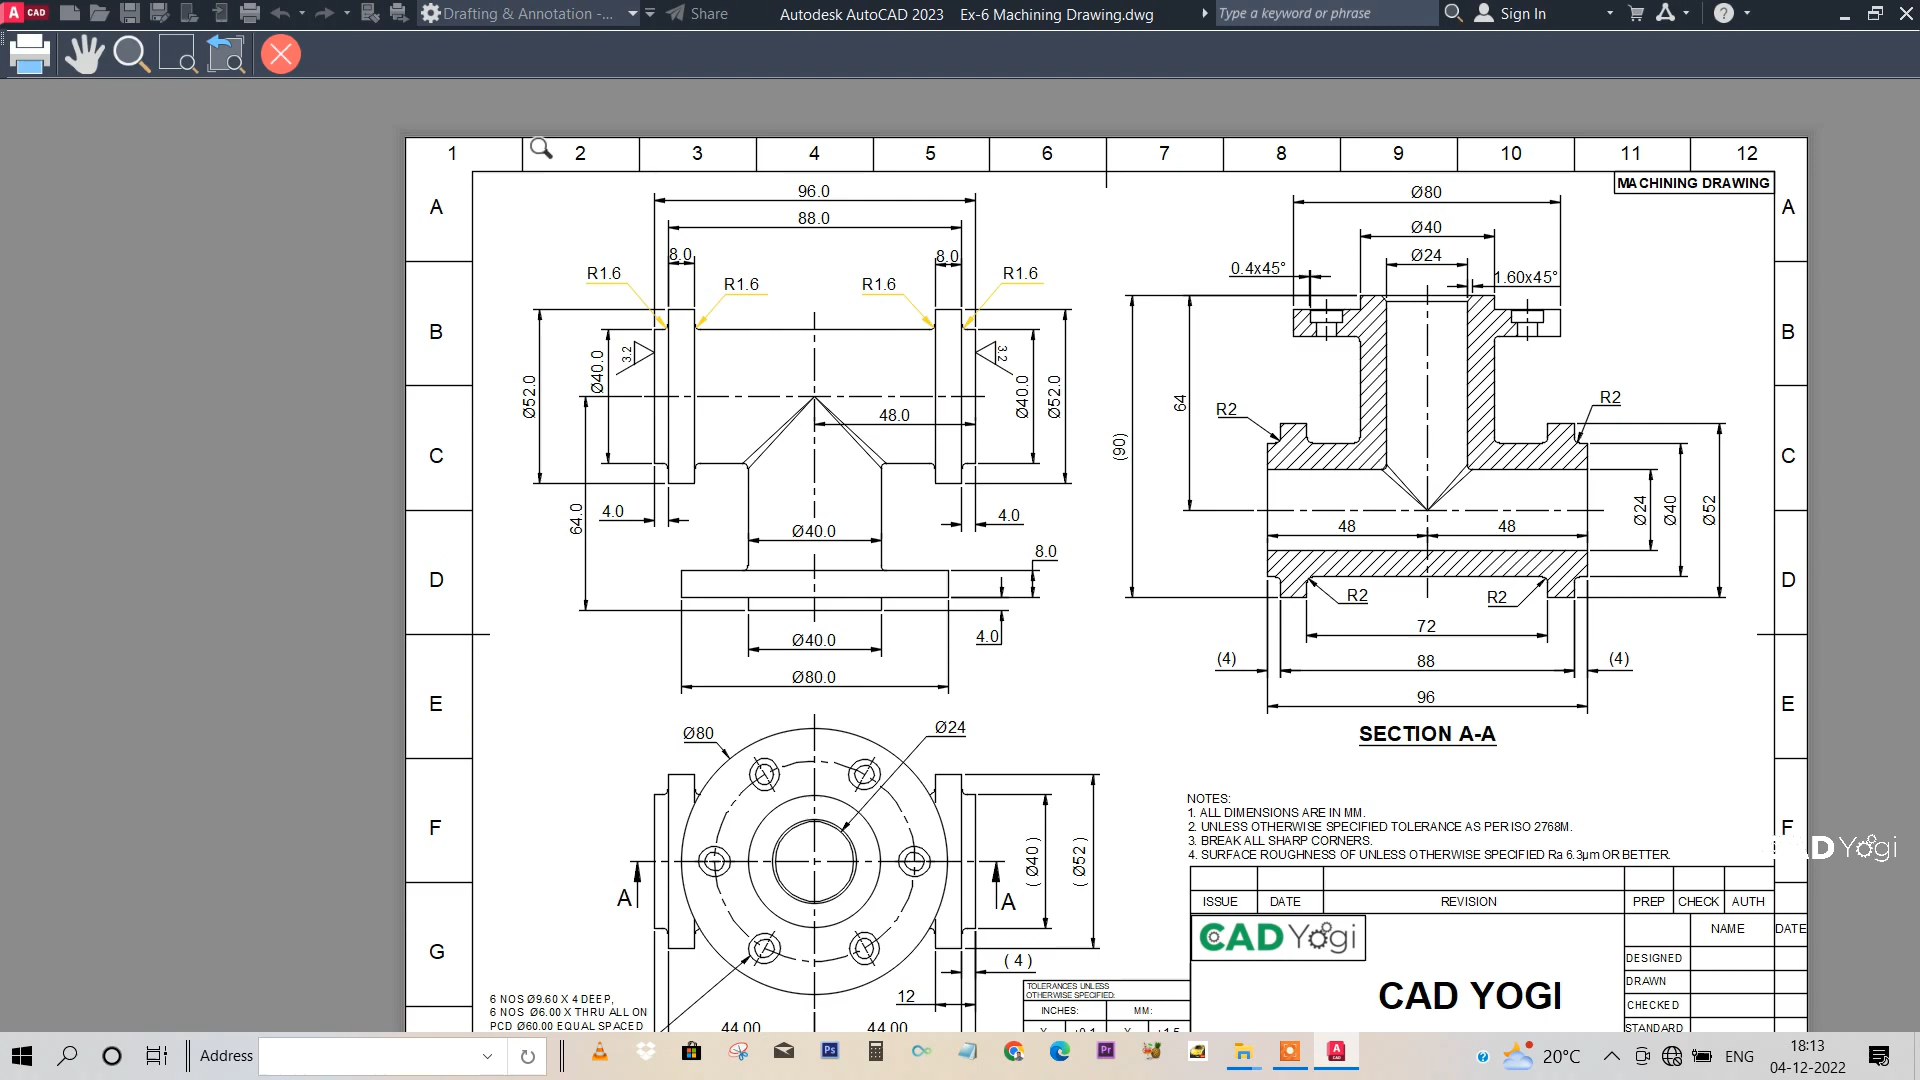 A CAD Drafting & Annotation -... Share Autodesk AutoCAD 2023 Ex-6 Machining Drawing.dwg Type a keyword or phrase Sign In
1 2 3 4 5 6 7 8 9 10 11 12
MACHINING DRAWING
A A
B B
C C
D D
E E
F F
G
96.0
88.0
8.0 8.0
R1.6 R1.6 R1.6 R1.6
Ø52.0 Ø40.0 3.2 3.2 Ø40.0 Ø52.0
48.0
64.0 4.0 4.0
Ø40.0
8.0
Ø40.0 4.0
Ø80.0
Ø80
Ø40
Ø24
0.4x45° 1.60x45°
(90) 64
R2 R2
48 48
Ø24 Ø40 Ø52
R2 R2
72
(4) 88 (4)
96
SECTION A-A
Ø80 Ø24
A A
(Ø40) (Ø52)
(4)
12
44.00 44.00
6 NOS Ø9.60 X 4 DEEP,
6 NOS Ø6.00 X THRU ALL ON
PCD Ø60.00 EQUAL SPACED
NOTES:
1. ALL DIMENSIONS ARE IN MM.
2. UNLESS OTHERWISE SPECIFIED TOLERANCE AS PER ISO 2768M.
3. BREAK ALL SHARP CORNERS.
4. SURFACE ROUGHNESS OF UNLESS OTHERWISE SPECIFIED Ra 6.3µm OR BETTER.
CAD Yogi
ISSUE DATE REVISION PREP CHECK AUTH
CAD Yogi
NAME DATE
DESIGNED
DRAWN
CHECKED
STANDARD
CAD YOGI
TOLERANCES UNLESS
OTHERWISE SPECIFIED:
INCHES: MM:
Address
Ps Pr A CAD
20°C ENG 18:13
04-12-2022